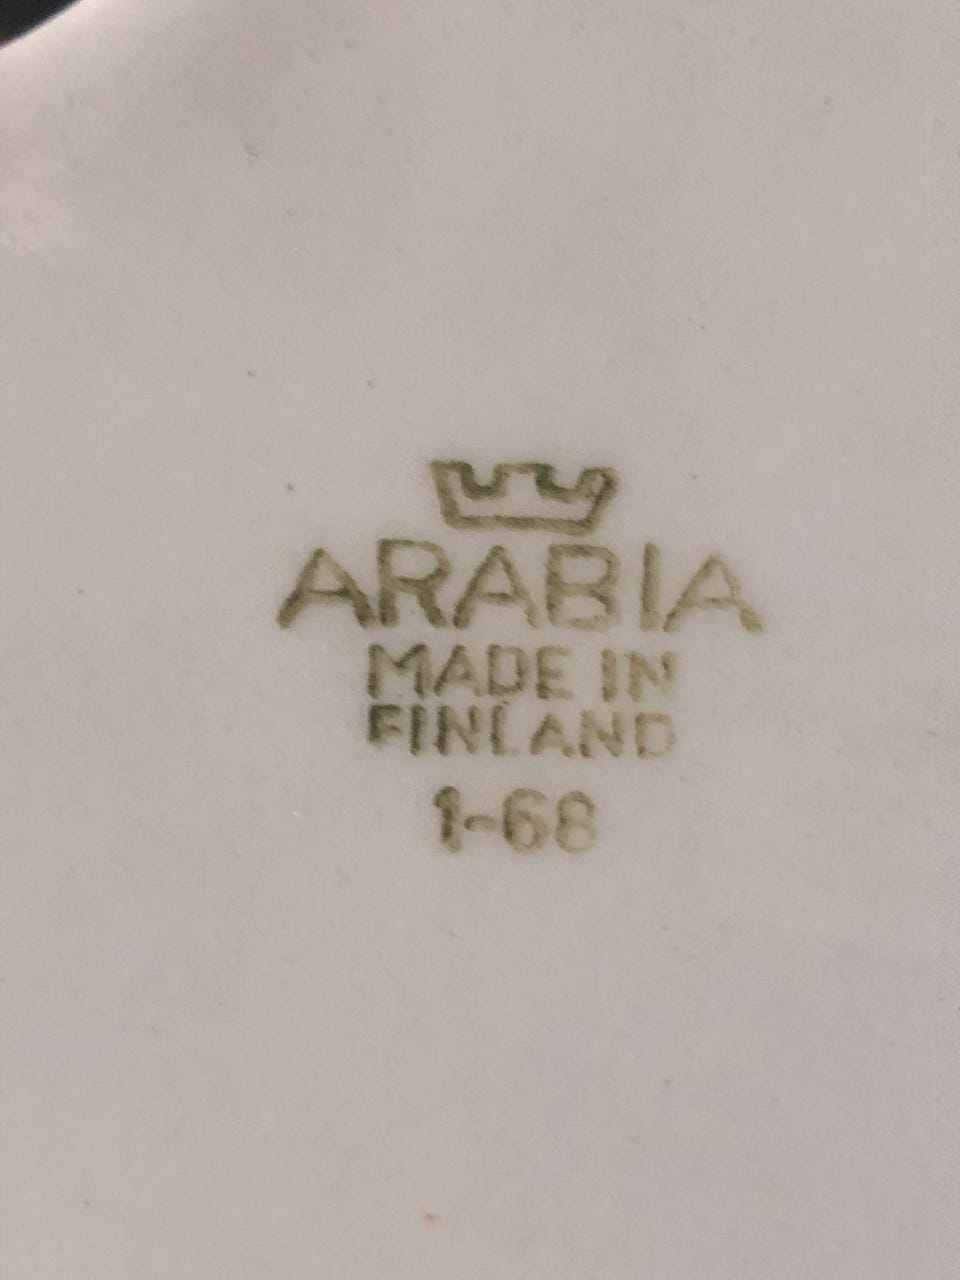 ARABIA
MADE IN
FINLAND
1-68